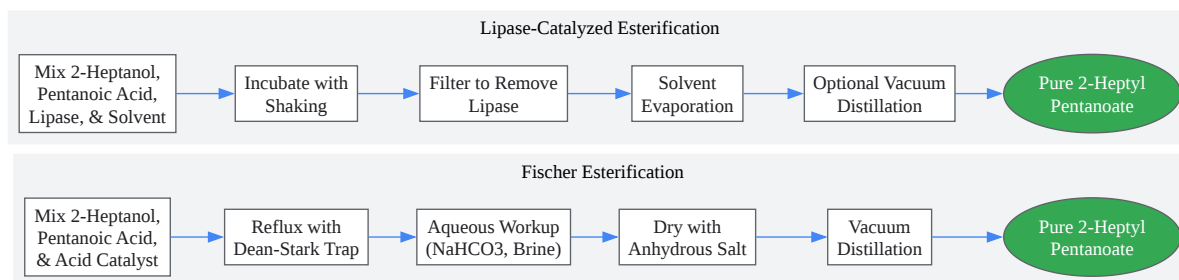 Lipase-Catalyzed Esterification
Mix 2-Heptanol,
Pentanoic Acid,
Lipase, & Solvent
Incubate with
Shaking
Filter to Remove
Lipase
Solvent
Evaporation
Optional Vacuum
Distillation
Pure 2-Heptyl
Pentanoate
Fischer Esterification
Mix 2-Heptanol,
Pentanoic Acid,
& Acid Catalyst
Reflux with
Dean-Stark Trap
Aqueous Workup
(NaHCO3, Brine)
Dry with
Anhydrous Salt
Vacuum
Distillation
Pure 2-Heptyl
Pentanoate